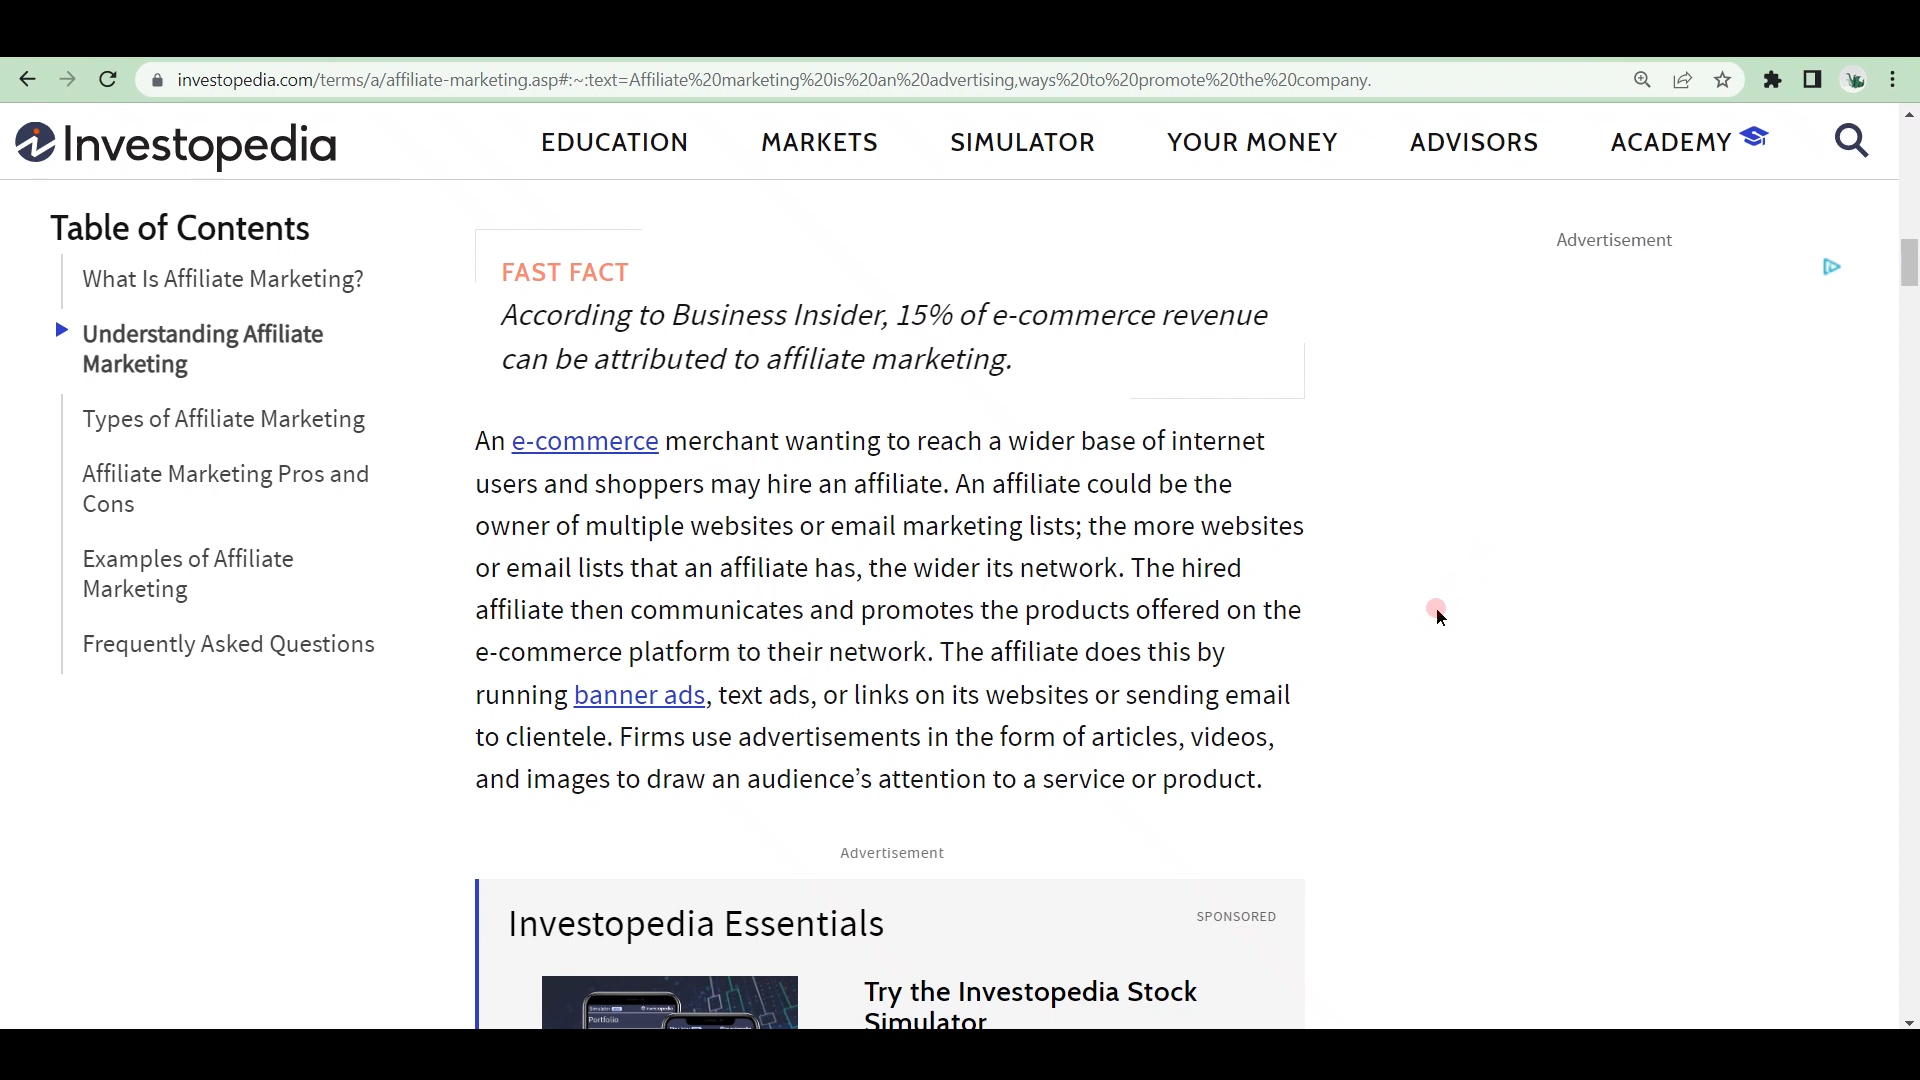 investopedia.com/terms/a/affiliate-marketing.asp#:~:text=Affiliate%20marketing%20is%20an%20advertising,ways%20to%20promote%20the%20company.
Investopedia
EDUCATION
MARKETS
SIMULATOR
YOUR MONEY
ADVISORS
ACADEMY
Table of Contents
What Is Affiliate Marketing?
Understanding Affiliate
Marketing
Types of Affiliate Marketing
Affiliate Marketing Pros and
Cons
Examples of Affiliate
Marketing
Frequently Asked Questions
FAST FACT
According to Business Insider, 15% of e-commerce revenue
can be attributed to affiliate marketing.
An e-commerce merchant wanting to reach a wider base of internet
users and shoppers may hire an affiliate. An affiliate could be the
owner of multiple websites or email marketing lists; the more websites
or email lists that an affiliate has, the wider its network. The hired
affiliate then communicates and promotes the products offered on the
e-commerce platform to their network. The affiliate does this by
running banner ads, text ads, or links on its websites or sending email
to clientele. Firms use advertisements in the form of articles, videos,
and images to draw an audience’s attention to a service or product.
Advertisement
Advertisement
Investopedia Essentials
SPONSORED
Portfolio
Try the Investopedia Stock
Simulator